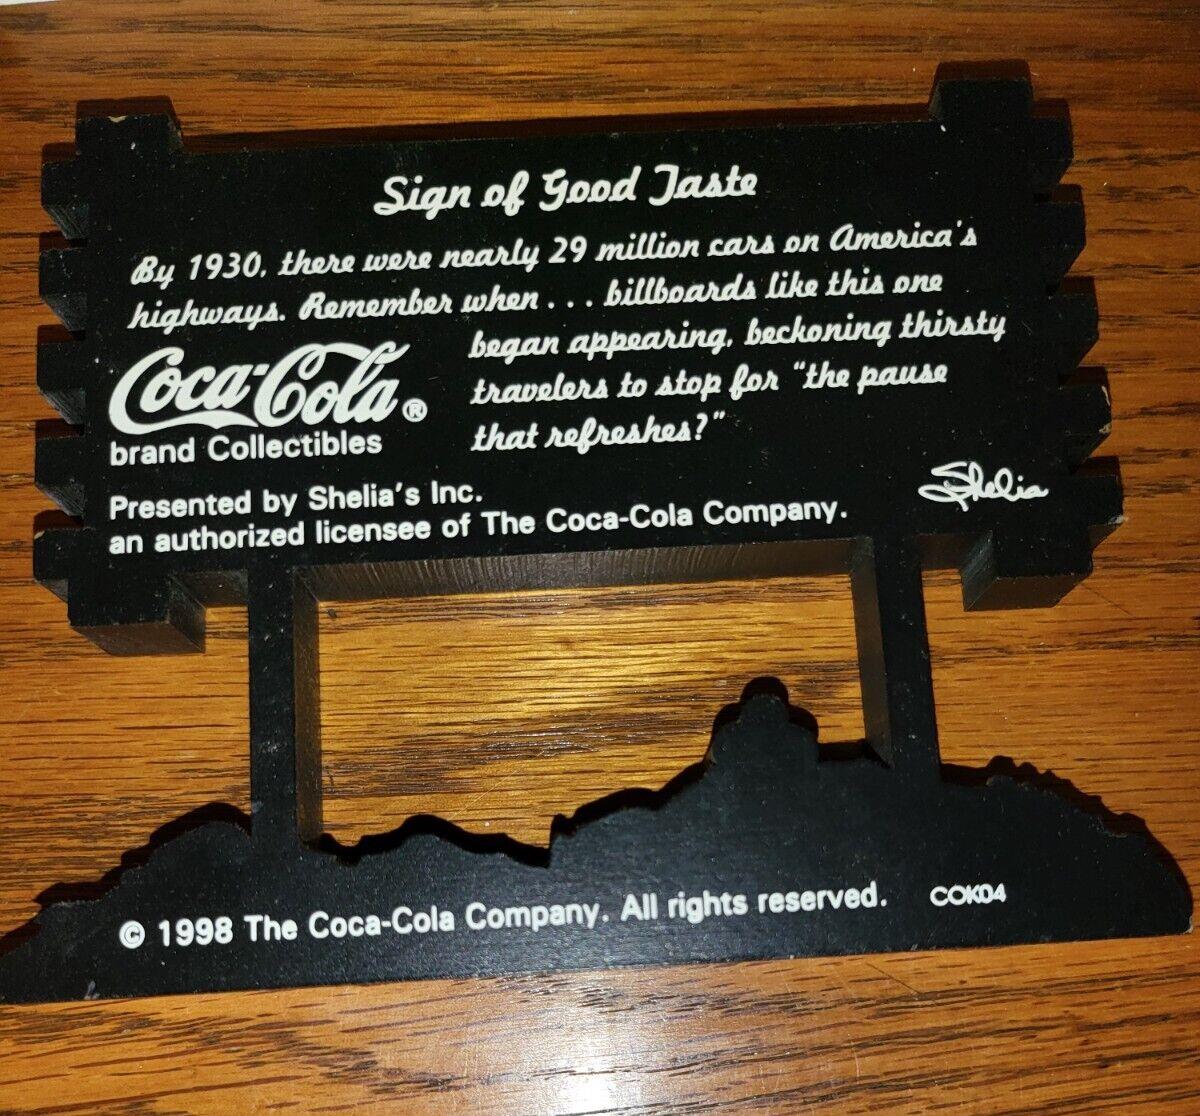 Sign of Good Taste
By 1930, there were nearly 29 million cars on America's
highways. Remember when . . . billboards like this one
began appearing, beckoning thirsty
travelers to stop for "the pause
that refreshes?"
Coca-Cola®
brand Collectibles
Presented by Shelia's Inc.
an authorized licensee of The Coca-Cola Company.
Shelia
© 1998 The Coca-Cola Company. All rights reserved. COK04